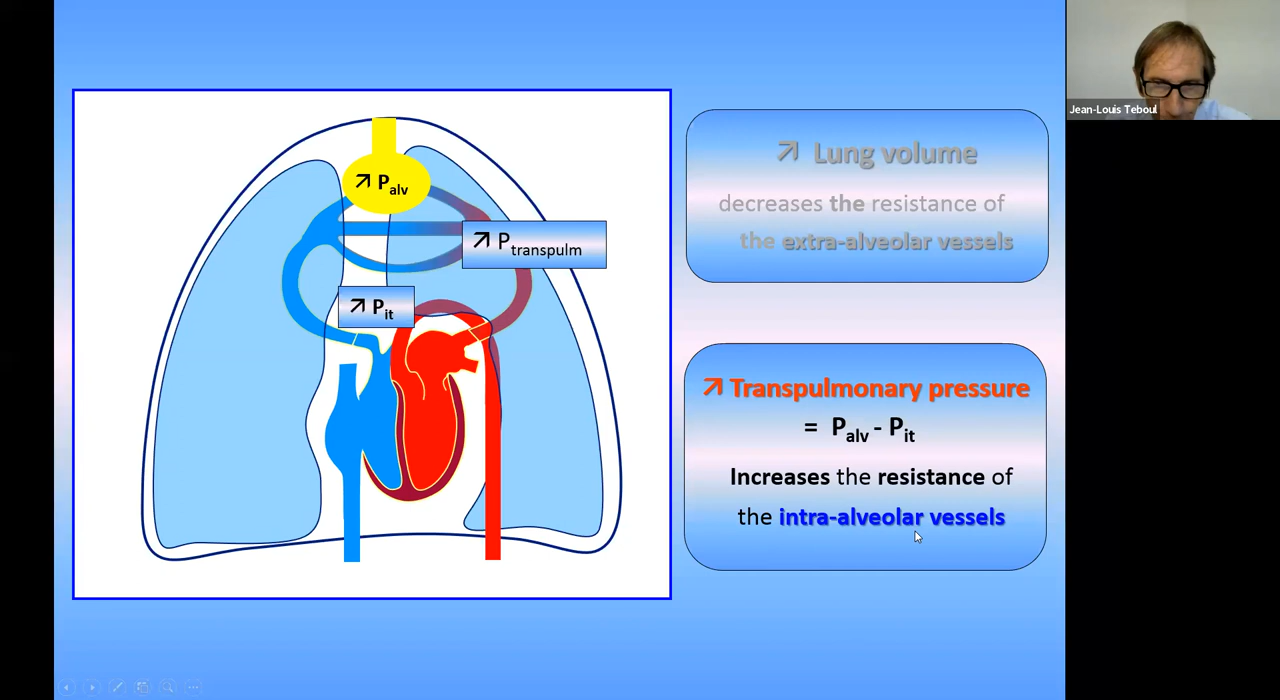 ↗ Palv
↗ Ptranspulm
↗ Pit
↗ Lung volume
decreases the resistance of
the extra-alveolar vessels
↗ Transpulmonary pressure
= Palv - Pit
Increases the resistance of
the intra-alveolar vessels
Jean-Louis Teboul